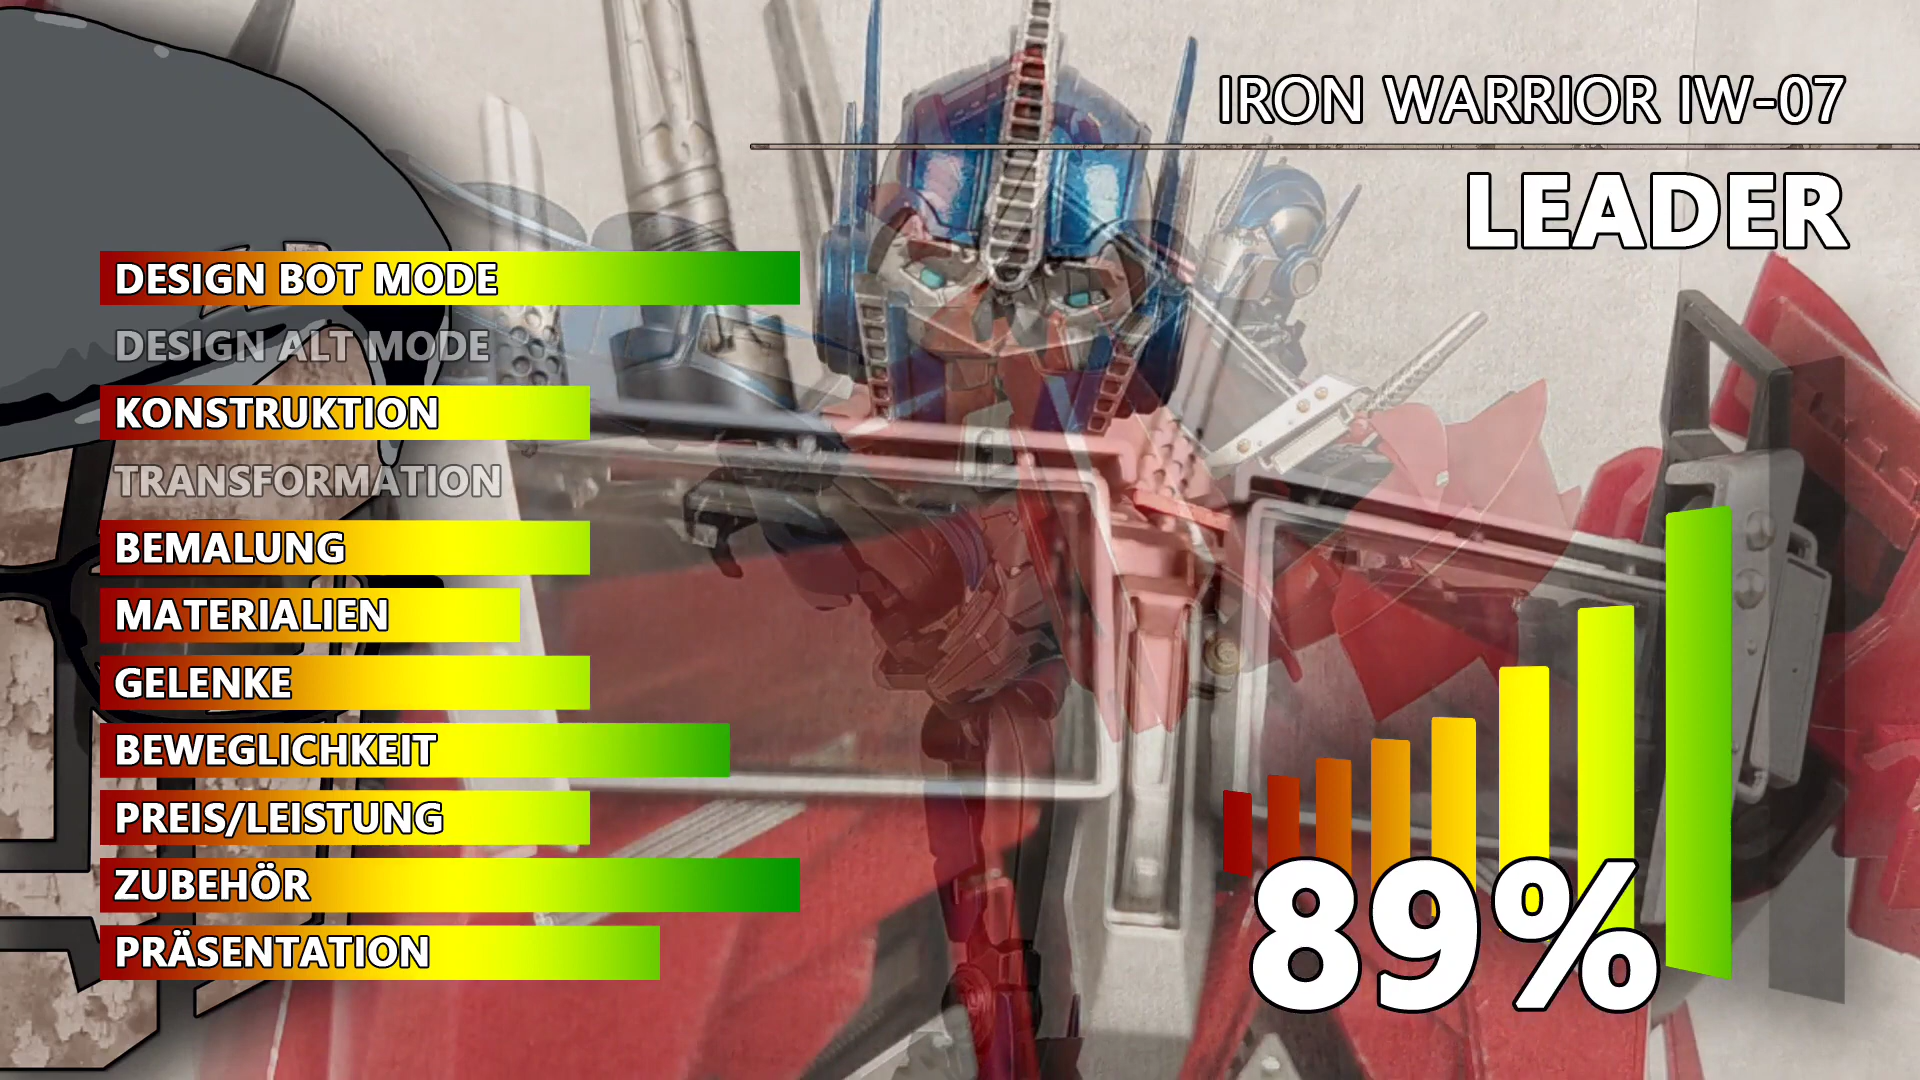 IRON WARRIOR IW-07
LEADER
DESIGN BOT MODE
DESIGN ALT MODE
KONSTRUKTION
TRANSFORMATION
BEMALUNG
MATERIALIEN
GELENKE
BEWEGLICHKEIT
PREIS/LEISTUNG
ZUBEHÖR
PRÄSENTATION
89%